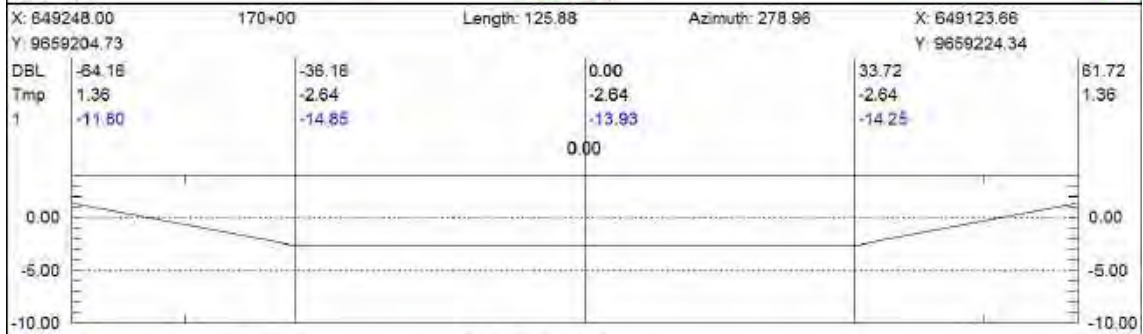 X: 649248.00 170+00 Length: 125.88 Azimuth: 278.96 X: 649123.66
Y: 9659204.73 Y: 9659224.34
DBL -64.16 -36.16 0.00 33.72 61.72
Tmp 1.36 -2.64 -2.64 -2.64 1.36
1 -11.80 -14.85 -13.93 -14.25
0.00
0.00 0.00
-5.00 -5.00
-10.00 -10.00